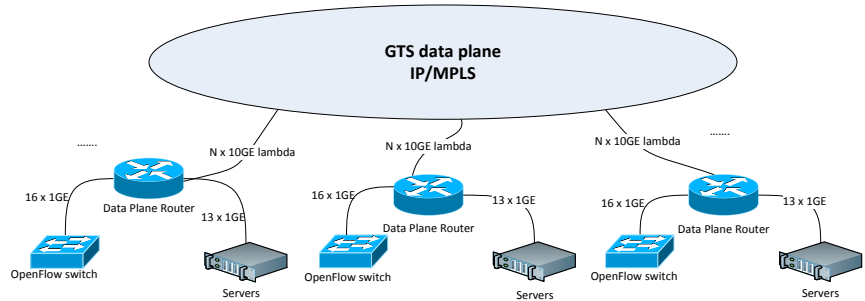 GTS data plane
IP/MPLS
N x 10GE lambda
N x 10GE lambda
N x 10GE lambda
.......
.......
16 x 1GE
Data Plane Router
13 x 1GE
OpenFlow switch
Servers
16 x 1GE
Data Plane Router
13 x 1GE
OpenFlow switch
Servers
16 x 1GE
Data Plane Router
13 x 1GE
OpenFlow switch
Servers